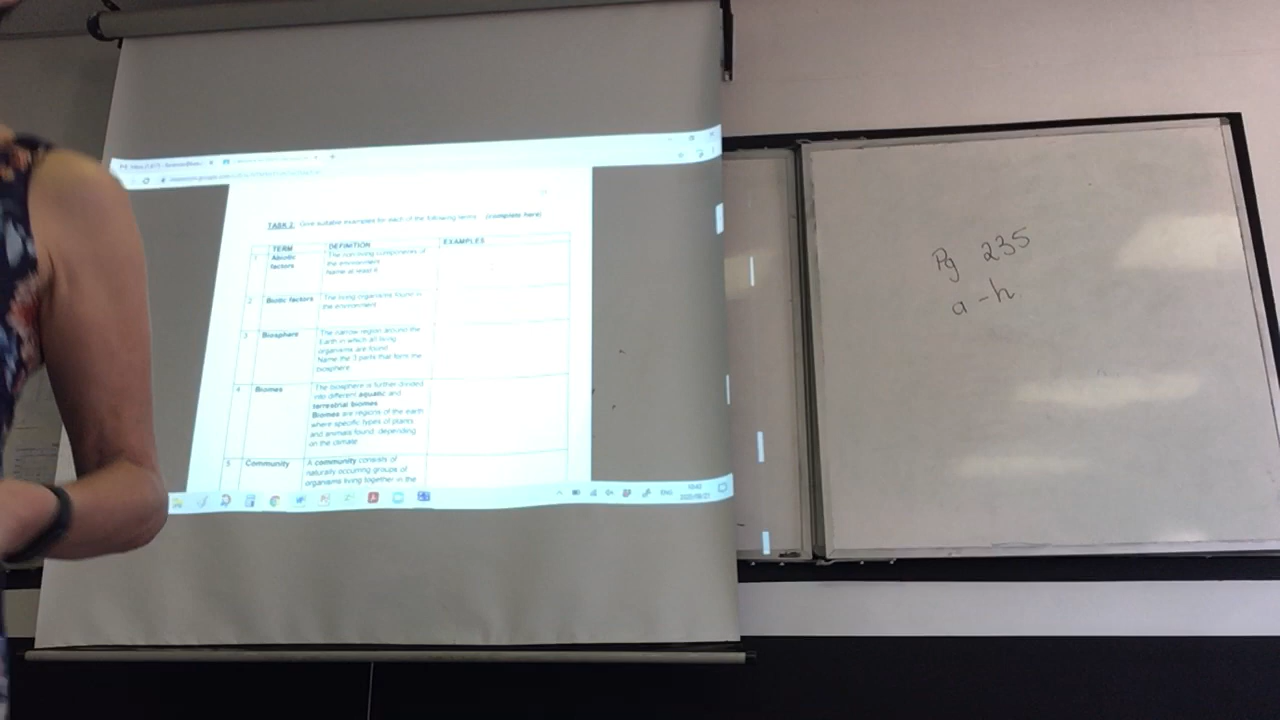 TASK 2: Give suitable examples for each of the following terms. (complete here)
TERM DEFINITION EXAMPLES
1 Abiotic factors
The non living components of the environment
Name at least 4
2 Biotic factors
The living organisms found in the environment
3 Biosphere
The narrow region around the
Earth in which all living
organisms are found
Name the 3 parts that form the
biosphere
4 Biomes
The biosphere is further divided
into different aquatic and
terrestrial biomes
Biomes are regions of the earth
where specific types of plants
and animals found, depending
on the climate
5 Community
A community consists of
naturally occurring groups of
organisms living together in the
ENG
Pg 235
a-h